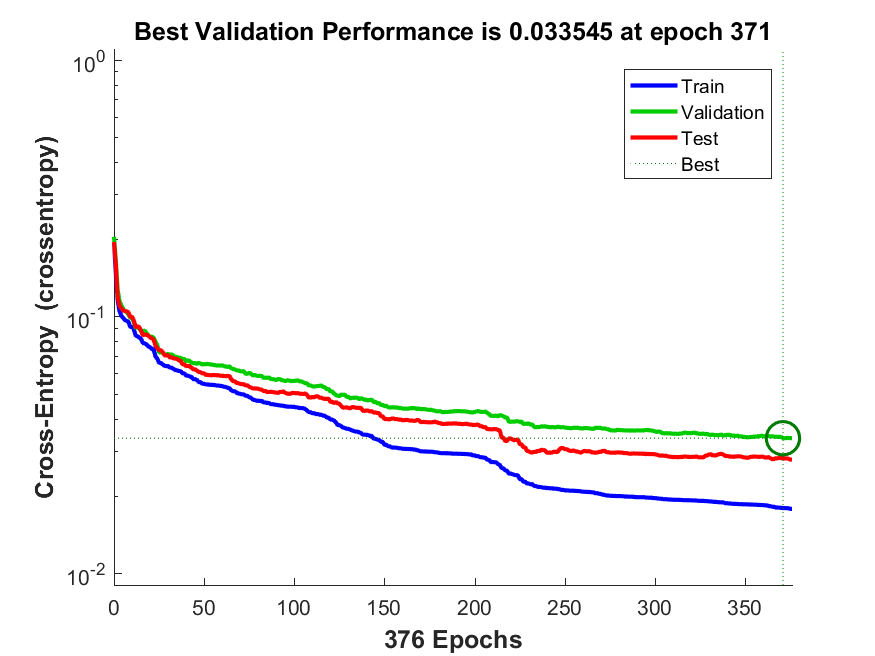 Best Validation Performance is 0.033545 at epoch 371
Cross-Entropy (crossentropy)
10^0
10^-1
10^-2
Train
Validation
Test
Best
0 50 100 150 200 250 300 350
376 Epochs